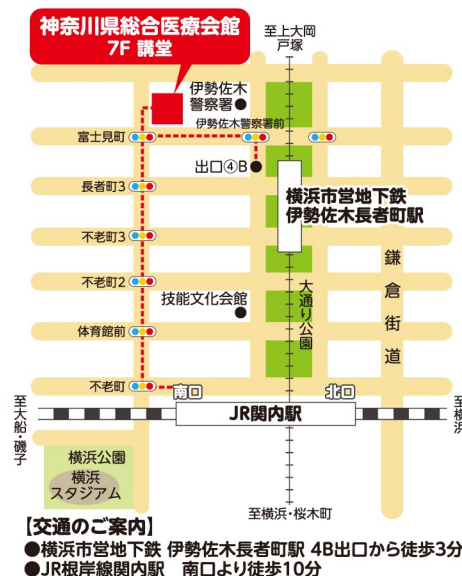 神奈川県総合医療会館
7F 講堂
至上大岡
戸塚
伊勢佐木
警察署●
伊勢佐木警察署前
富士見町
出口④B
長者町3
横浜市営地下鉄
伊勢佐木長者町駅
不老町3
鎌倉街道
不老町2
技能文化会館
大通り公園
体育館前
不老町
南口
北口
JR関内駅
至大船・磯子
至横浜
横浜公園
横浜
スタジアム
至横浜・桜木町
【交通のご案内】
●横浜市営地下鉄 伊勢佐木長者町駅 4B出口から徒歩3分
●JR根岸線関内駅 南口より徒歩10分